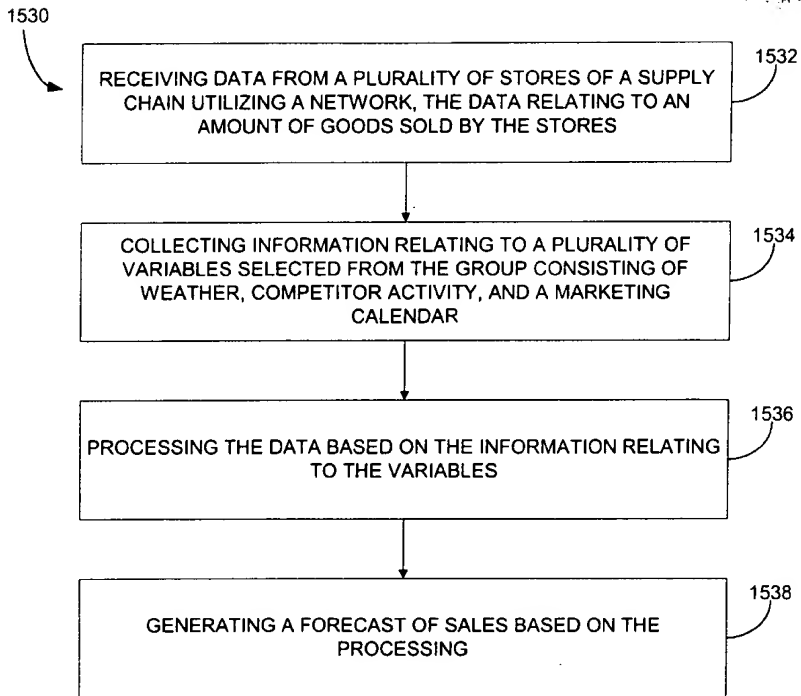 1530
1532
RECEIVING DATA FROM A PLURALITY OF STORES OF A SUPPLY
CHAIN UTILIZING A NETWORK, THE DATA RELATING TO AN
AMOUNT OF GOODS SOLD BY THE STORES
1534
COLLECTING INFORMATION RELATING TO A PLURALITY OF
VARIABLES SELECTED FROM THE GROUP CONSISTING OF
WEATHER, COMPETITOR ACTIVITY, AND A MARKETING
CALENDAR
1536
PROCESSING THE DATA BASED ON THE INFORMATION RELATING
TO THE VARIABLES
1538
GENERATING A FORECAST OF SALES BASED ON THE
PROCESSING